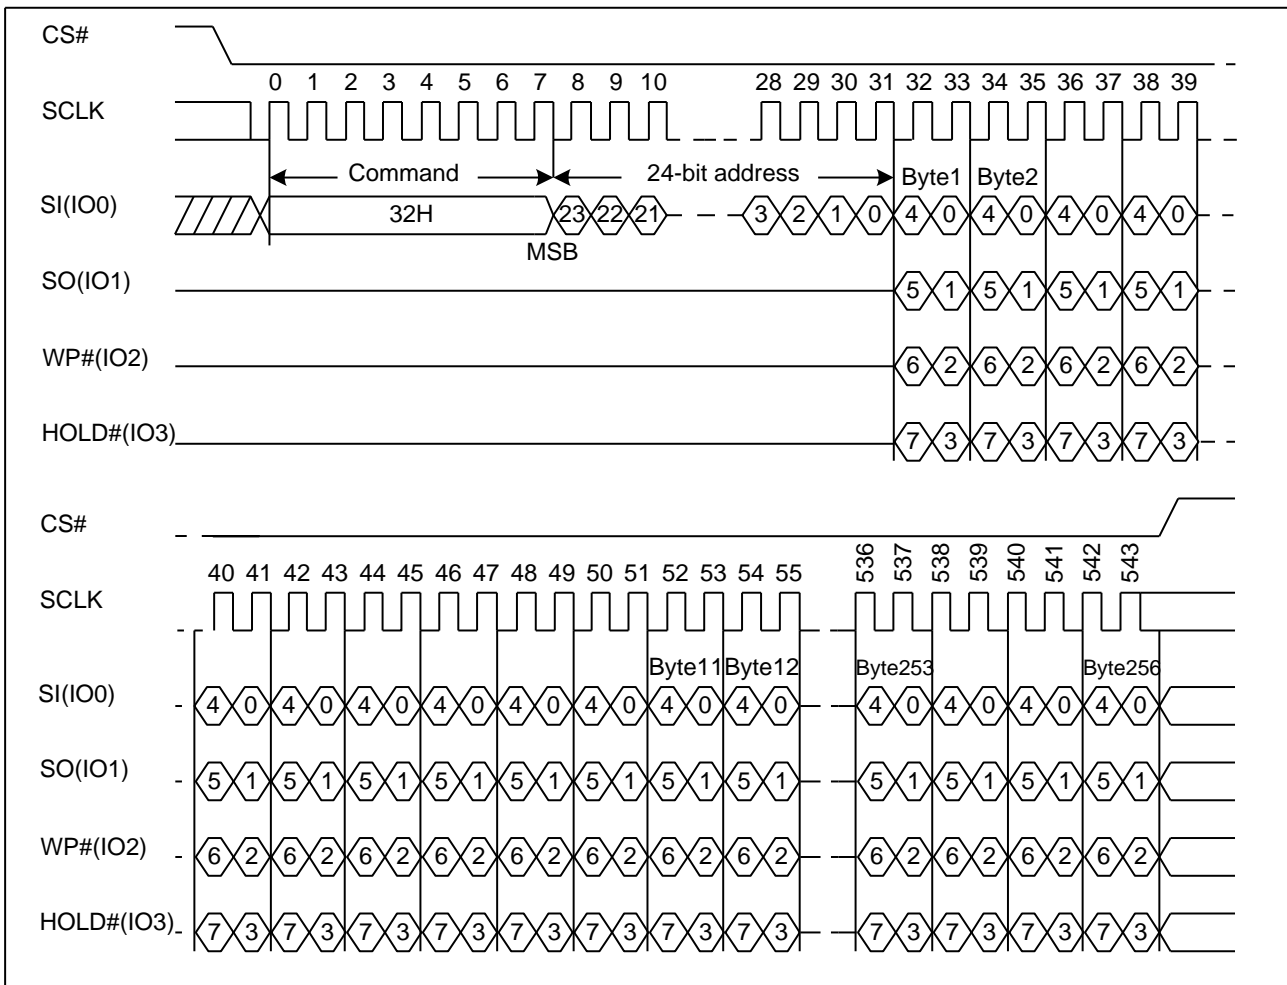 CS#
0 1 2 3 4 5 6 7 8 9 10 28 29 30 31 32 33 34 35 36 37 38 39
SCLK
Command 24-bit address Byte1 Byte2
SI(IO0) 32H 23 22 21 3 2 1 0 4 0 4 0 4 0 4 0
MSB
SO(IO1) 5 1 5 1 5 1 5 1
WP#(IO2) 6 2 6 2 6 2 6 2
HOLD#(IO3) 7 3 7 3 7 3 7 3
CS#
40 41 42 43 44 45 46 47 48 49 50 51 52 53 54 55 536 537 538 539 540 541 542 543
SCLK
Byte11 Byte12 Byte253 Byte256
SI(IO0) 4 0 4 0 4 0 4 0 4 0 4 0 4 0 4 0 4 0 4 0 4 0 4 0
SO(IO1) 5 1 5 1 5 1 5 1 5 1 5 1 5 1 5 1 5 1 5 1 5 1 5 1
WP#(IO2) 6 2 6 2 6 2 6 2 6 2 6 2 6 2 6 2 6 2 6 2 6 2 6 2
HOLD#(IO3) 7 3 7 3 7 3 7 3 7 3 7 3 7 3 7 3 7 3 7 3 7 3 7 3